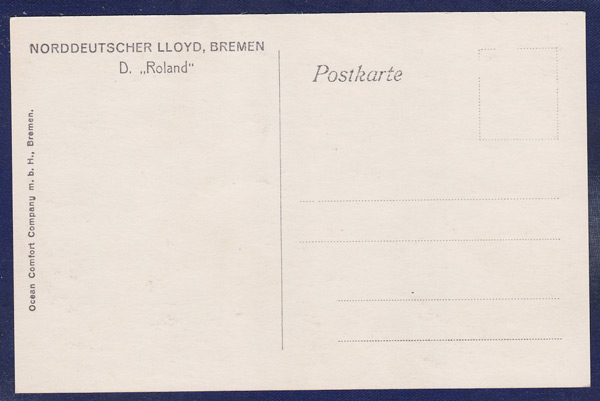 NORDDEUTSCHER LLOYD, BREMEN
D. „Roland“
Postkarte
Ocean Comfort Company m. b. H., Bremen.